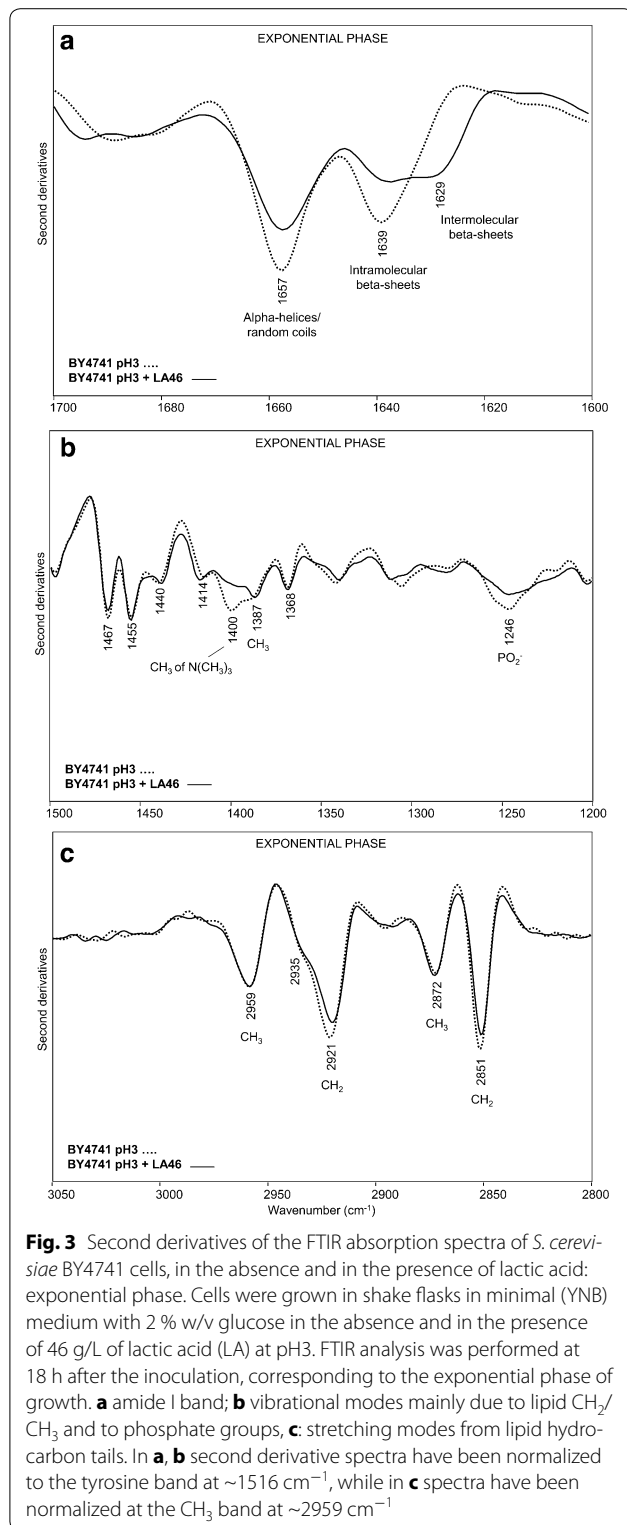 a
EXPONENTIAL PHASE
Second derivatives
1657
Alpha-helices/
random coils
1639
Intramolecular
beta-sheets
1629
Intermolecular
beta-sheets
BY4741 pH3 ....
BY4741 pH3 + LA46 ——
1700 1680 1660 1640 1620 1600
b
EXPONENTIAL PHASE
Second derivatives
1467
1455
1440
1414
1400
CH₃ of N(CH₃)₃
1387
CH₃
1368
1246
PO₂⁻
BY4741 pH3 ....
BY4741 pH3 + LA46 ——
1500 1450 1400 1350 1300 1250 1200
c
EXPONENTIAL PHASE
Second derivatives
2959
CH₃
2935
2921
CH₂
2872
CH₃
2851
CH₂
BY4741 pH3 ....
BY4741 pH3 + LA46 ——
3050 3000 2950 2900 2850 2800
Wavenumber (cm⁻¹)
Fig. 3 Second derivatives of the FTIR absorption spectra of S. cerevi-
siae BY4741 cells, in the absence and in the presence of lactic acid:
exponential phase. Cells were grown in shake flasks in minimal (YNB)
medium with 2 % w/v glucose in the absence and in the presence
of 46 g/L of lactic acid (LA) at pH3. FTIR analysis was performed at
18 h after the inoculation, corresponding to the exponential phase of
growth. a amide I band; b vibrational modes mainly due to lipid CH₂/
CH₃ and to phosphate groups, c: stretching modes from lipid hydro-
carbon tails. In a, b second derivative spectra have been normalized
to the tyrosine band at ~1516 cm⁻¹, while in c spectra have been
normalized at the CH₃ band at ~2959 cm⁻¹